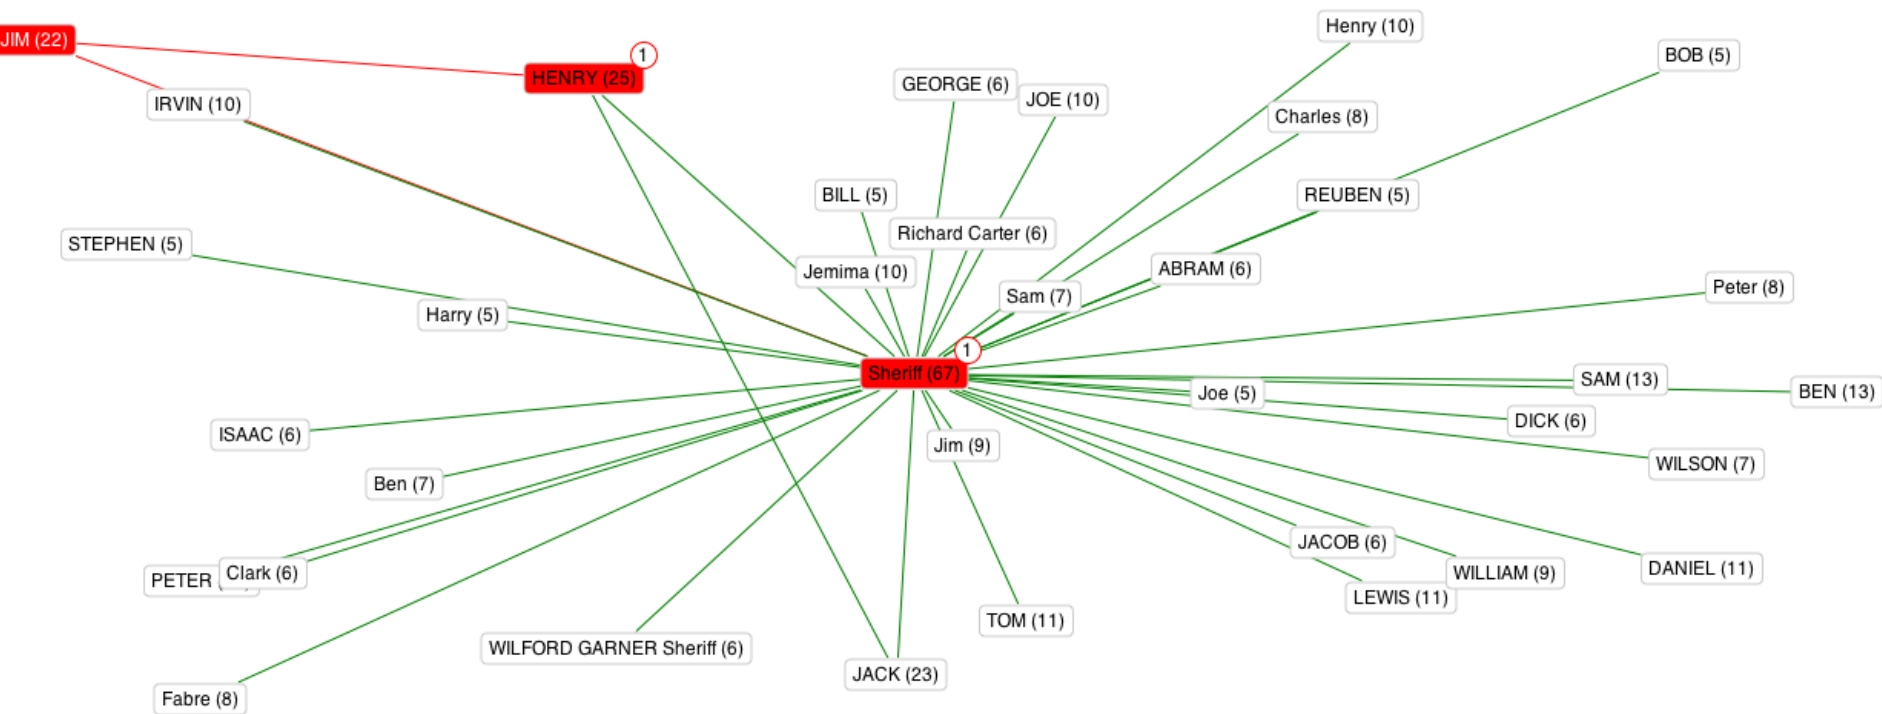 Henry (10)
JIM (22)
1
BOB (5)
HENRY (25)
GEORGE (6)
JOE (10)
IRVIN (10)
Charles (8)
BILL (5)
REUBEN (5)
Richard Carter (6)
STEPHEN (5)
Jemima (10)
ABRAM (6)
Peter (8)
Sam (7)
Harry (5)
1
Sheriff (67)
SAM (13)
BEN (13)
Joe (5)
DICK (6)
ISAAC (6)
Jim (9)
WILSON (7)
Ben (7)
JACOB (6)
DANIEL (11)
PETER
Clark (6)
WILLIAM (9)
LEWIS (11)
TOM (11)
WILFORD GARNER Sheriff (6)
JACK (23)
Fabre (8)